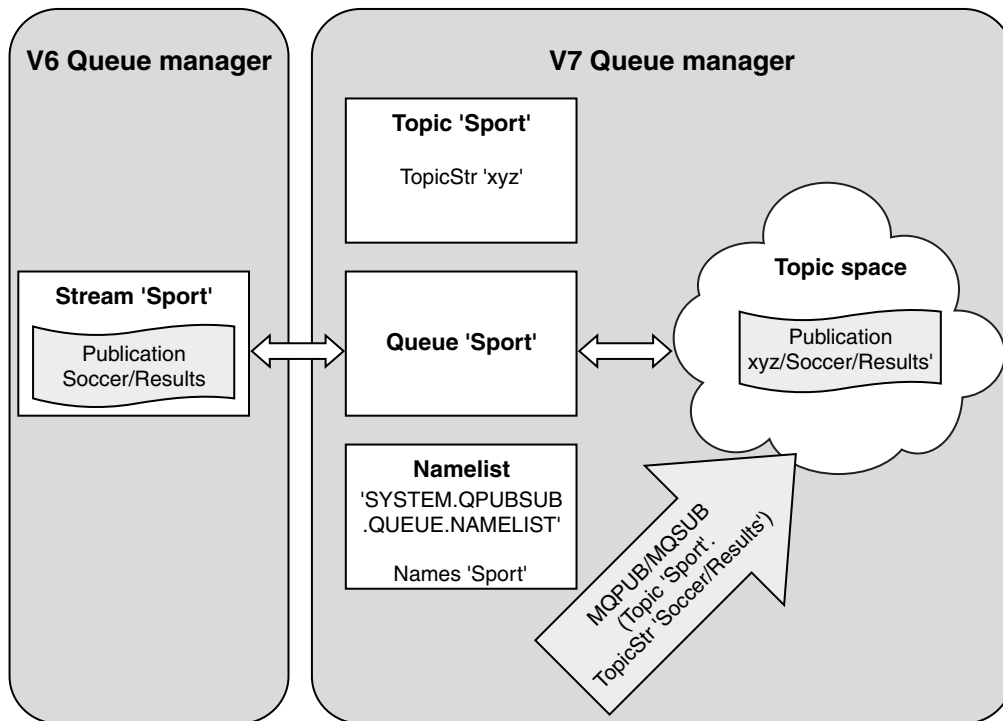 V6 Queue manager
Stream 'Sport'
Publication
Soccer/Results
V7 Queue manager
Topic 'Sport'
TopicStr 'xyz'
Queue 'Sport'
Namelist
'SYSTEM.QPUBSUB
.QUEUE.NAMELIST'
Names 'Sport'
Topic space
Publication
xyz/Soccer/Results'
MQPUB/MQSUB
(Topic 'Sport'.
TopicStr 'Soccer/Results')